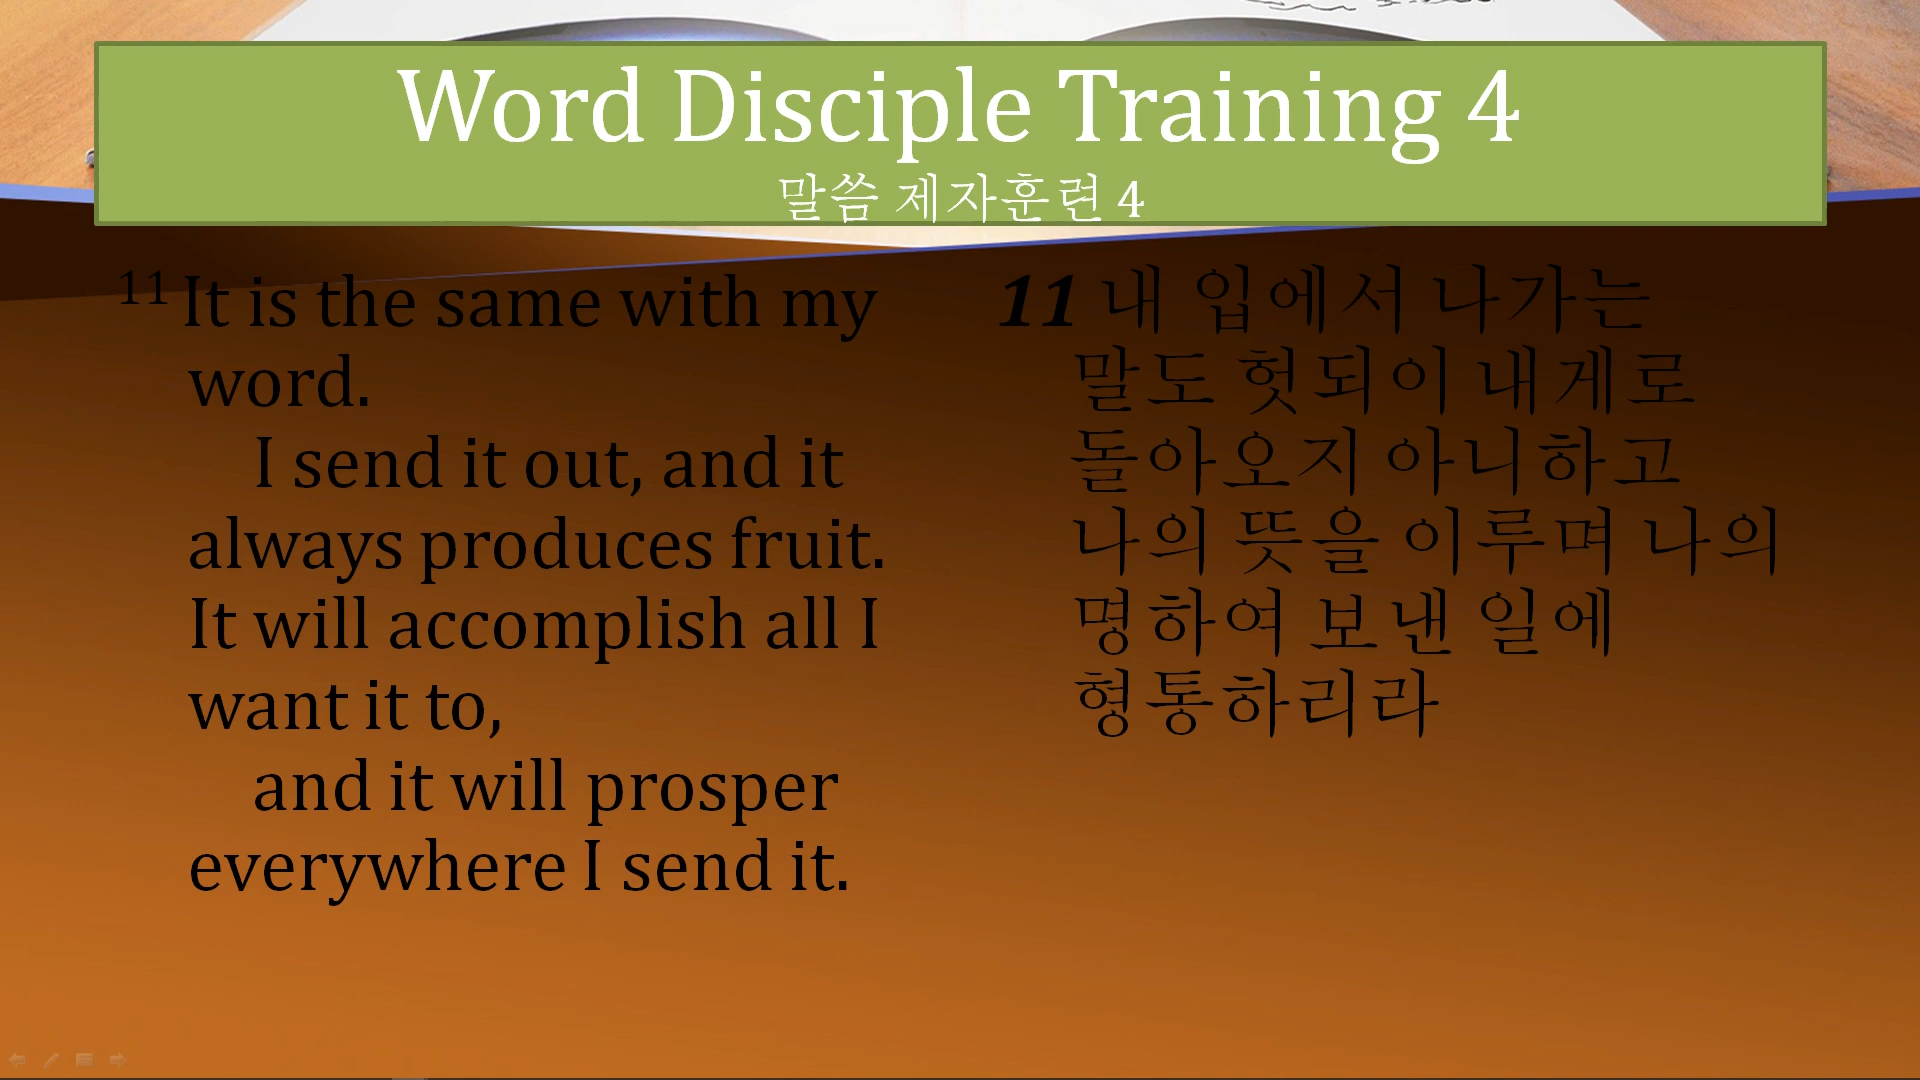 Word Disciple Training 4
말씀 제자훈련 4
11 It is the same with my
word.
I send it out, and it
always produces fruit.
It will accomplish all I
want it to,
and it will prosper
everywhere I send it.
11 내 입에서 나가는
말도 헛되이 내게로
돌아오지 아니하고
나의 뜻을 이루며 나의
명하여 보낸 일에
형통하리라